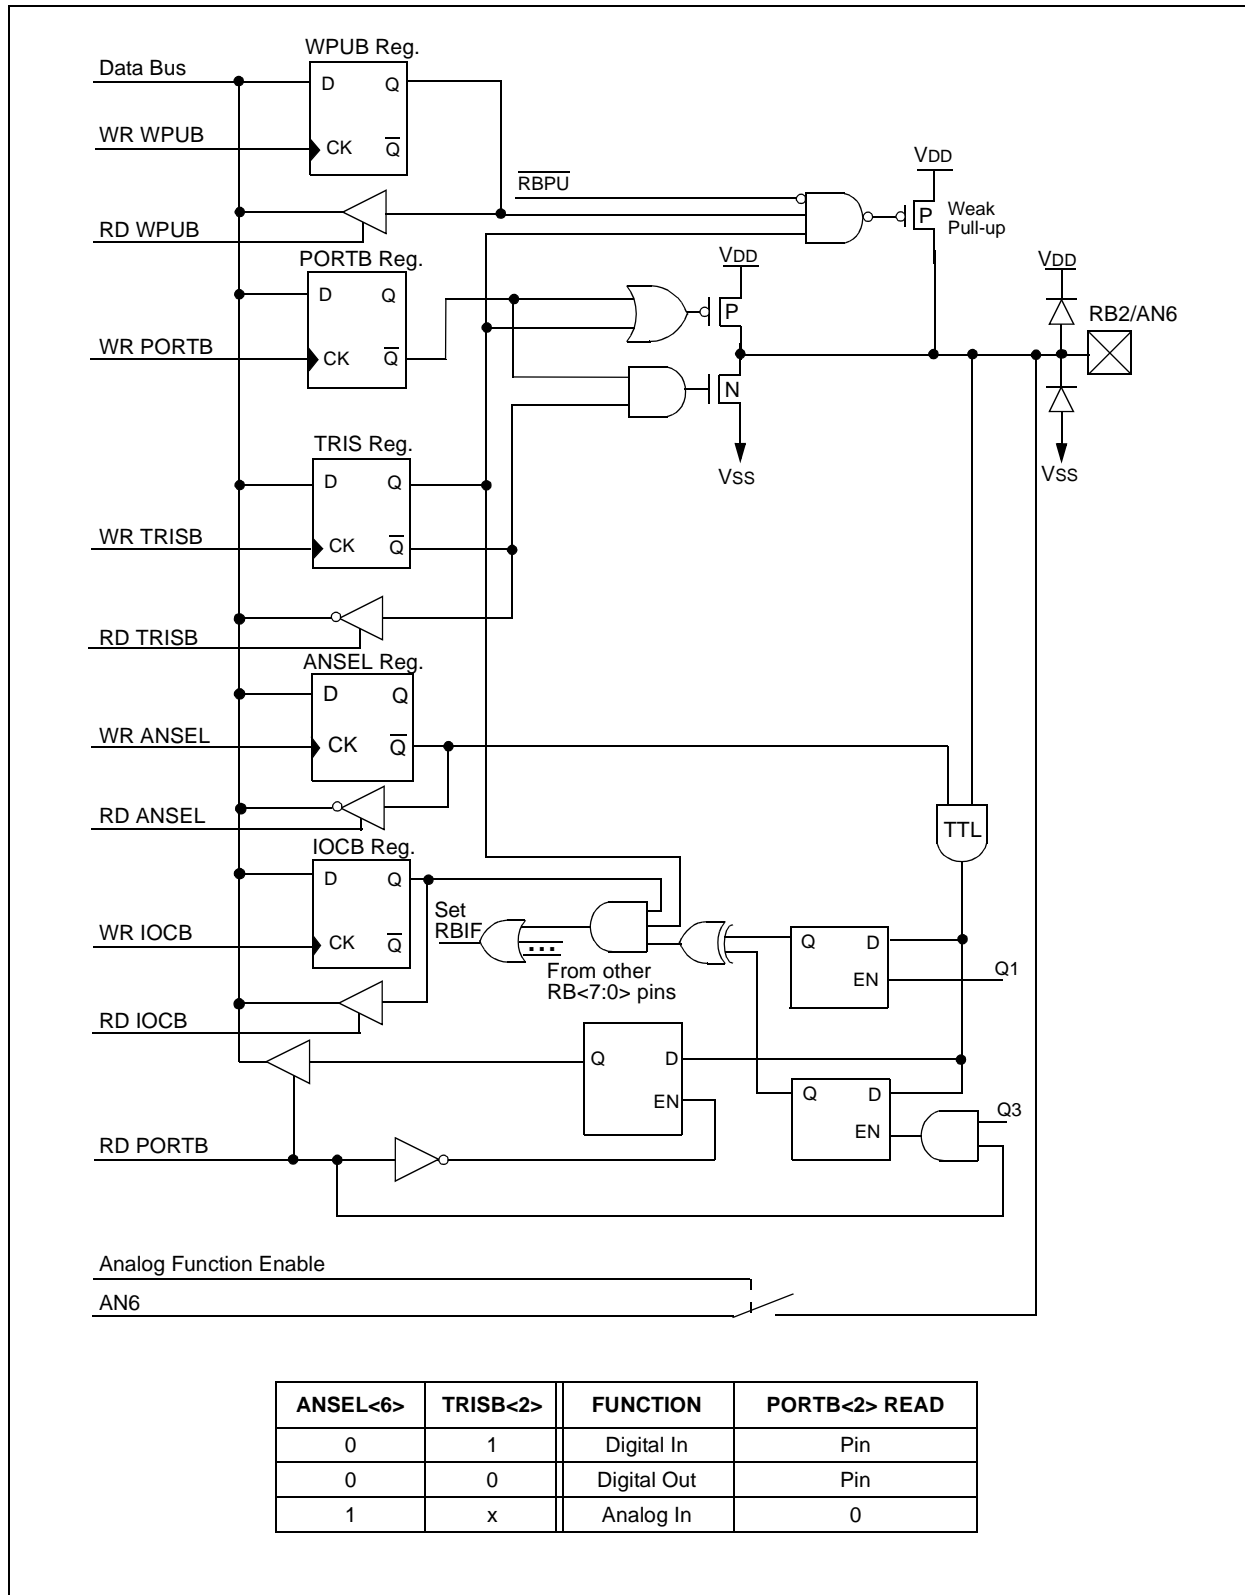 WPUB Reg.
Data Bus
D Q
WR WPUB
CK Q̅
VDD
R̅B̅P̅U̅
P
Weak
Pull-up
RD WPUB
PORTB Reg.
VDD
VDD
D Q
P
RB2/AN6
WR PORTB
CK Q̅
N
TRIS Reg.
VSS
VSS
D Q
WR TRISB
CK Q̅
RD TRISB
ANSEL Reg.
D Q
WR ANSEL
CK Q̅
RD ANSEL
TTL
IOCB Reg.
D Q
Set
RBIF
WR IOCB
CK Q̅
...
From other
RB<7:0> pins
Q D
EN
Q1
RD IOCB
Q D
EN
Q D
EN
Q3
RD PORTB
Analog Function Enable
AN6
ANSEL<6> TRISB<2> FUNCTION PORTB<2> READ
0 1 Digital In Pin
0 0 Digital Out Pin
1 x Analog In 0